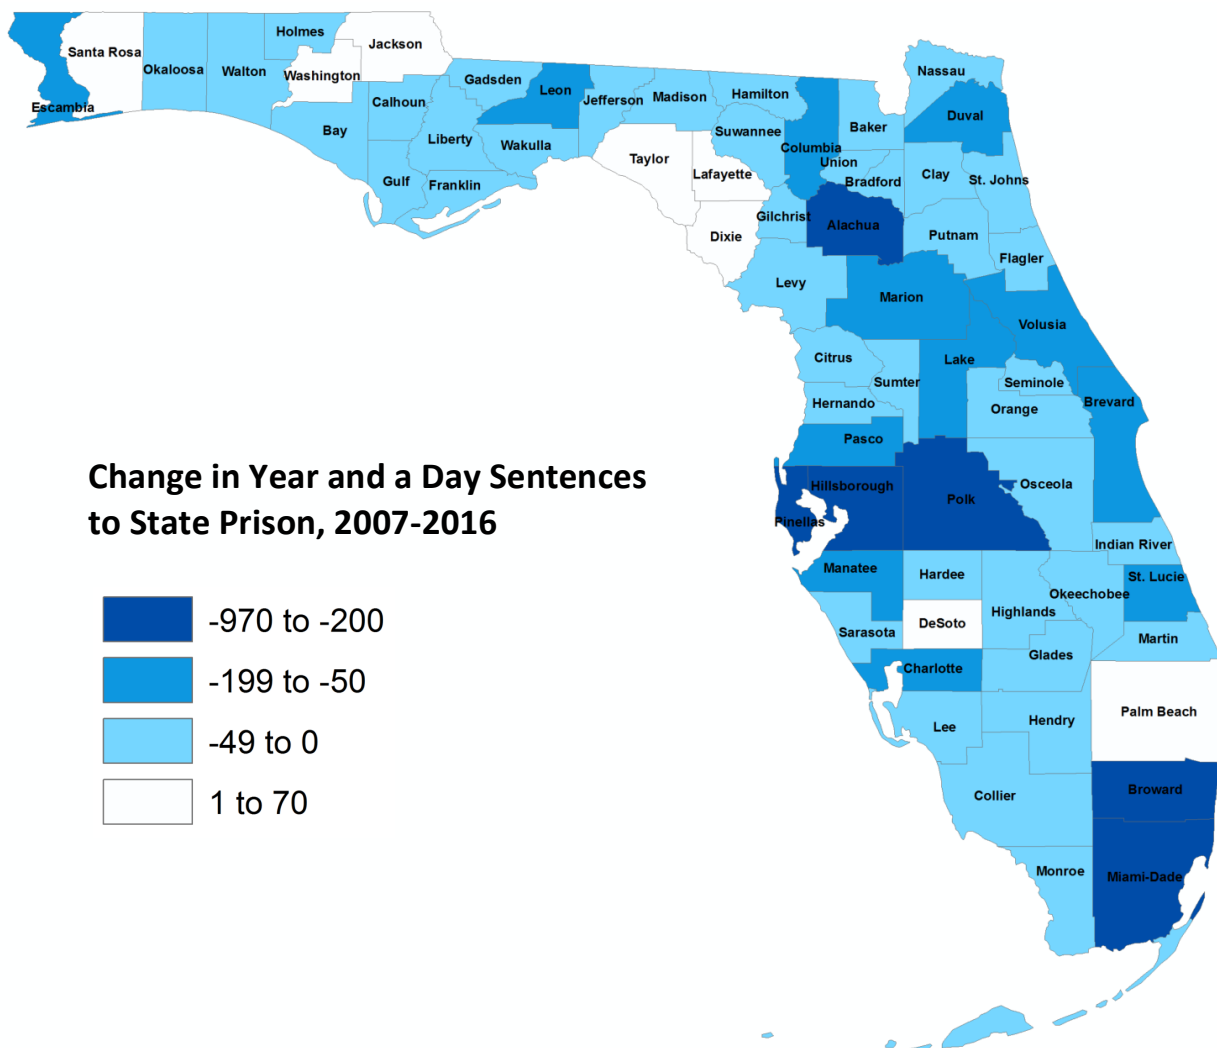 Holmes
Jackson
Santa Rosa
Okaloosa
Walton
Washington
Escambia
Calhoun
Bay
Liberty
Gulf
Franklin
Gadsden
Leon
Jefferson
Madison
Hamilton
Wakulla
Suwannee
Columbia
Baker
Nassau
Duval
Union
Bradford
Clay
St. Johns
Taylor
Lafayette
Dixie
Gilchrist
Alachua
Putnam
Flagler
Levy
Marion
Volusia
Citrus
Lake
Sumter
Seminole
Hernando
Orange
Brevard
Pasco
Change in Year and a Day Sentences
to State Prison, 2007-2016
Hillsborough
Polk
Osceola
Pinellas
Indian River
Manatee
Hardee
St. Lucie
Okeechobee
Highlands
DeSoto
Sarasota
Martin
Glades
Charlotte
Palm Beach
Lee
Hendry
Broward
Collier
Monroe
Miami-Dade
-970 to -200
-199 to -50
-49 to 0
1 to 70